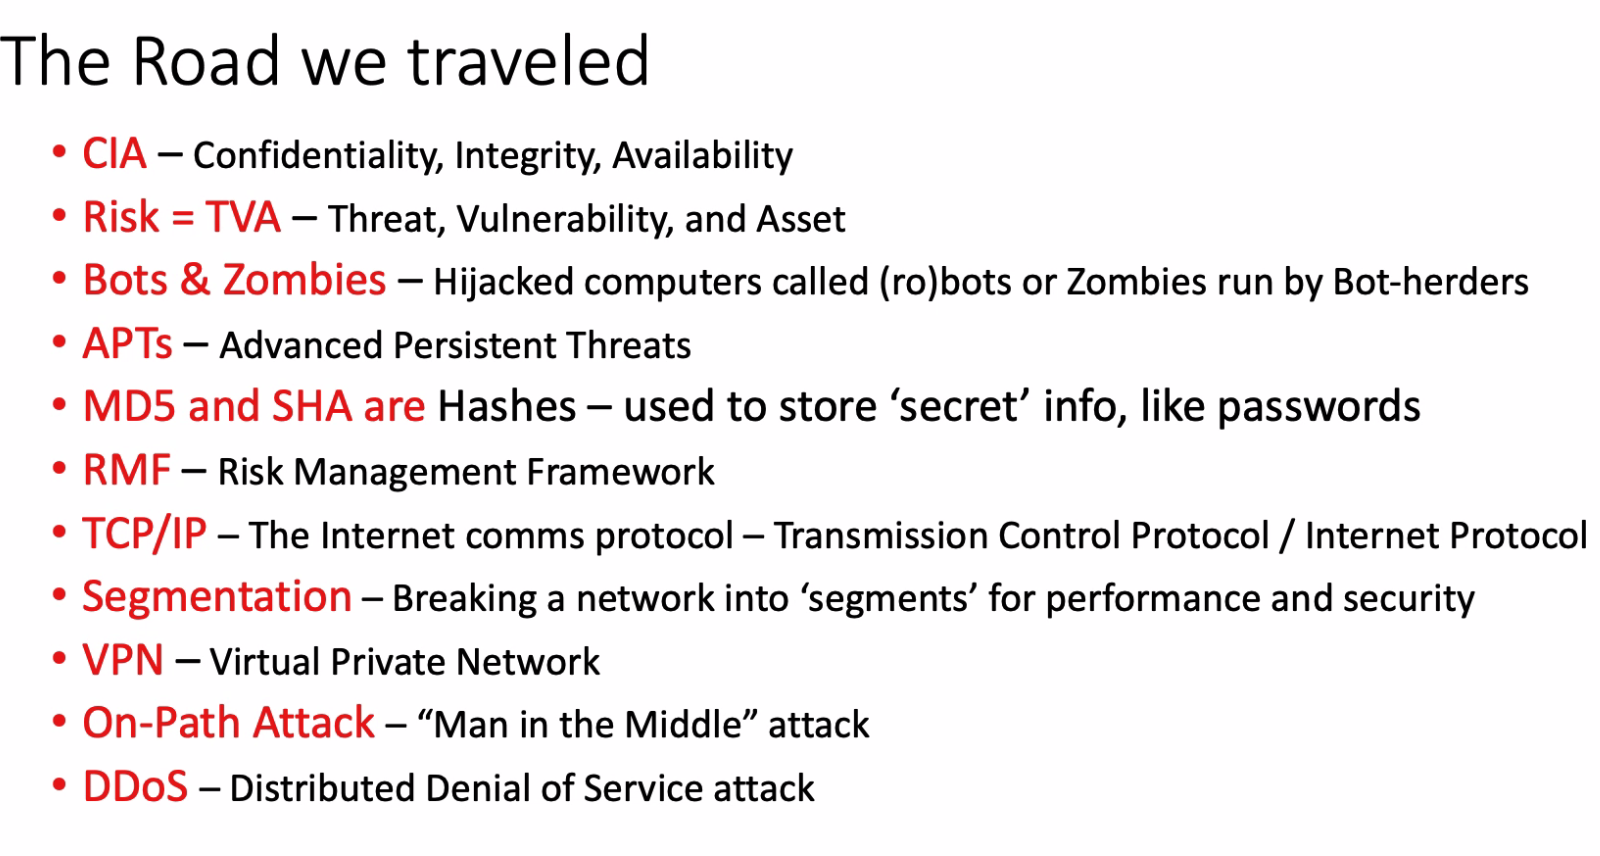 The Road we traveled
• CIA – Confidentiality, Integrity, Availability
• Risk = TVA – Threat, Vulnerability, and Asset
• Bots & Zombies – Hijacked computers called (ro)bots or Zombies run by Bot-herders
• APTs – Advanced Persistent Threats
• MD5 and SHA are Hashes – used to store ‘secret’ info, like passwords
• RMF – Risk Management Framework
• TCP/IP – The Internet comms protocol – Transmission Control Protocol / Internet Protocol
• Segmentation – Breaking a network into ‘segments’ for performance and security
• VPN – Virtual Private Network
• On-Path Attack – “Man in the Middle” attack
• DDoS – Distributed Denial of Service attack